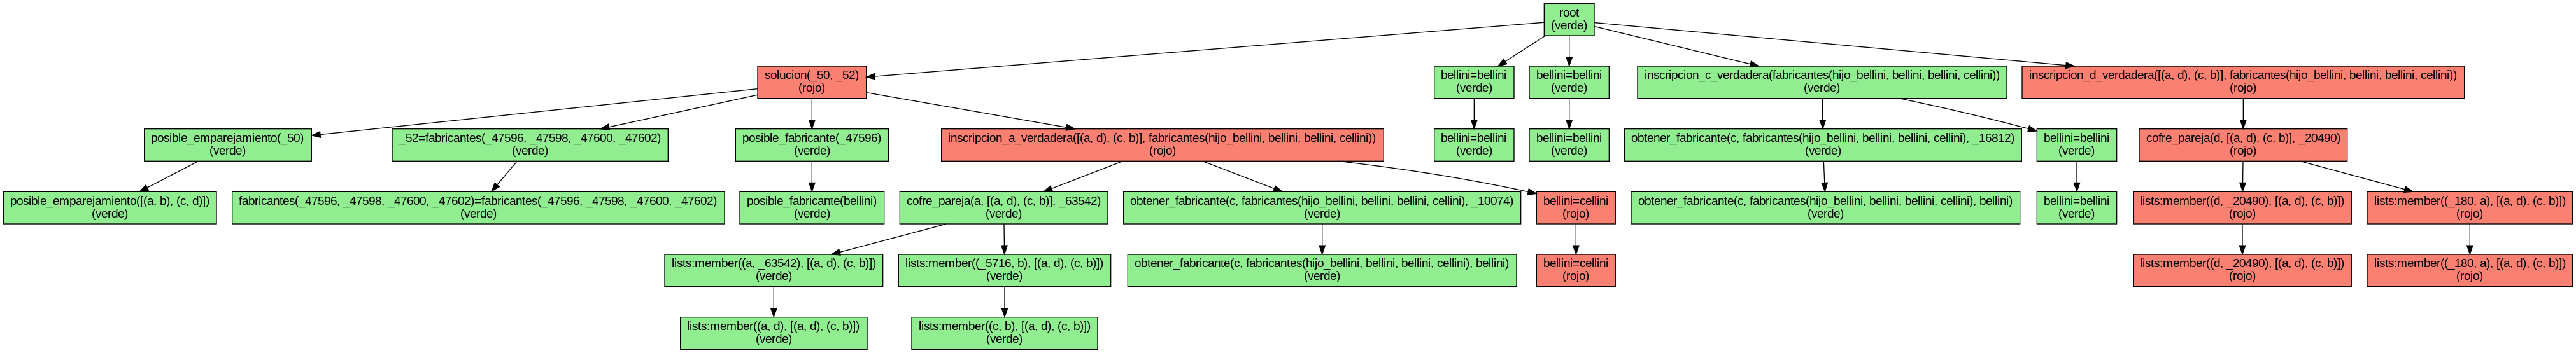 root
(verde)
solucion(_50, _52)
(rojo)
bellini=bellini
(verde)
bellini=bellini
(verde)
inscripcion_c_verdadera(fabricantes(hijo_bellini, bellini, bellini, cellini))
(verde)
inscripcion_d_verdadera([(a, d), (c, b)], fabricantes(hijo_bellini, bellini, bellini, cellini))
(rojo)
posible_emparejamiento(_50)
(verde)
_52=fabricantes(_47596, _47598, _47600, _47602)
(verde)
posible_fabricante(_47596)
(verde)
inscripcion_a_verdadera([(a, d), (c, b)], fabricantes(hijo_bellini, bellini, bellini, cellini))
(rojo)
bellini=bellini
(verde)
bellini=bellini
(verde)
obtener_fabricante(c, fabricantes(hijo_bellini, bellini, bellini, cellini), _16812)
(verde)
bellini=bellini
(verde)
cofre_pareja(d, [(a, d), (c, b)], _20490)
(rojo)
posible_emparejamiento([(a, b), (c, d)])
(verde)
fabricantes(_47596, _47598, _47600, _47602)=fabricantes(_47596, _47598, _47600, _47602)
(verde)
posible_fabricante(bellini)
(verde)
cofre_pareja(a, [(a, d), (c, b)], _63542)
(verde)
obtener_fabricante(c, fabricantes(hijo_bellini, bellini, bellini, cellini), _10074)
(verde)
bellini=cellini
(rojo)
obtener_fabricante(c, fabricantes(hijo_bellini, bellini, bellini, cellini), bellini)
(verde)
bellini=bellini
(verde)
lists:member((d, _20490), [(a, d), (c, b)])
(rojo)
lists:member((_180, a), [(a, d), (c, b)])
(rojo)
lists:member((a, _63542), [(a, d), (c, b)])
(verde)
lists:member((_5716, b), [(a, d), (c, b)])
(verde)
obtener_fabricante(c, fabricantes(hijo_bellini, bellini, bellini, cellini), bellini)
(verde)
bellini=cellini
(rojo)
lists:member((d, _20490), [(a, d), (c, b)])
(rojo)
lists:member((_180, a), [(a, d), (c, b)])
(rojo)
lists:member((a, d), [(a, d), (c, b)])
(verde)
lists:member((c, b), [(a, d), (c, b)])
(verde)